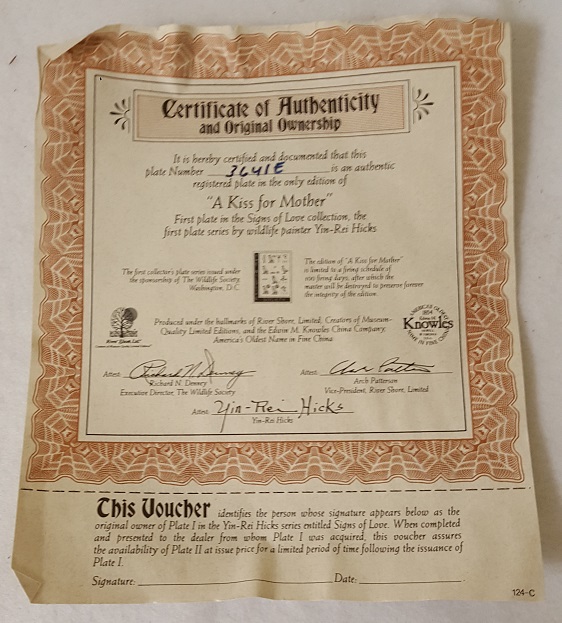 Certificate of Authenticity
and Original Ownership
It is hereby certified and documented that this
plate Number 3641E is an authentic
registered plate in the only edition of
"A Kiss for Mother"
First plate in the Signs of Love collection, the
first plate series by wildlife painter Yin-Rei Hicks
The first collector's plate series issued under
the sponsorship of The Wildlife Society
Washington, D.C.
The edition of "A Kiss for Mother"
is limited to a firing schedule of
100 firing days, after which the
master will be destroyed to preserve forever
the integrity of the edition.
River Shore Ltd.
Produced under the hallmarks of River Shore, Limited, Creators of Museum-
Quality Limited Editions, and the Edwin M. Knowles China Company,
America's Oldest Name in Fine China
Knowles
Attest: Richard N Denney
Richard N. Denney
Executive Director, The Wildlife Society
Attest: Arch Patterson
Arch Patterson
Vice-President, River Shore, Limited
Attest: Yin-Rei Hicks
Yin-Rei Hicks
This Voucher identifies the person whose signature appears below as the
original owner of Plate I in the Yin-Rei Hicks series entitled Signs of Love. When completed
and presented to the dealer from whom Plate I was acquired, this voucher assures
the availability of Plate II at issue price for a limited period of time following the issuance of
Plate I.
Signature: Date:
124-C